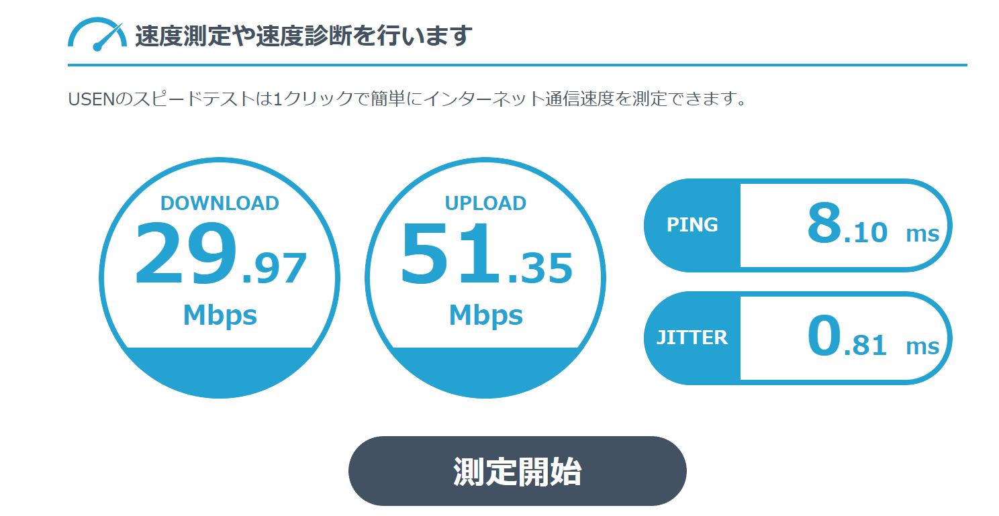 速度測定や速度診断を行います
USENのスピードテストは1クリックで簡単にインターネット通信速度を測定できます。
DOWNLOAD
29.97
Mbps
UPLOAD
51.35
Mbps
PING
8.10 ms
JITTER
0.81 ms
測定開始